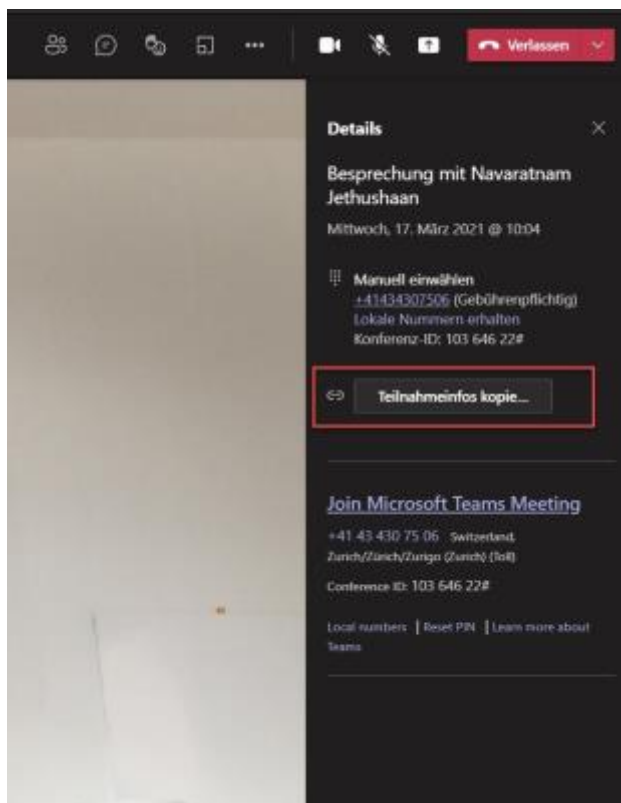 Verlassen
Details
Besprechung mit Navaratnam
Jethushaan
Mittwoch, 17. März 2021 @ 10:04
Manuell einwählen
+41434307506 (Gebührenpflichtig)
Lokale Nummern erhalten
Konferenz-ID: 103 646 22#
Teilnahmeinfos kopie...
Join Microsoft Teams Meeting
+41 43 430 75 06 Switzerland,
Zurich/Zürich/Zurigo (Zurich) (Toll)
Conference ID: 103 646 22#
Local numbers | Reset PIN | Learn more about
Teams